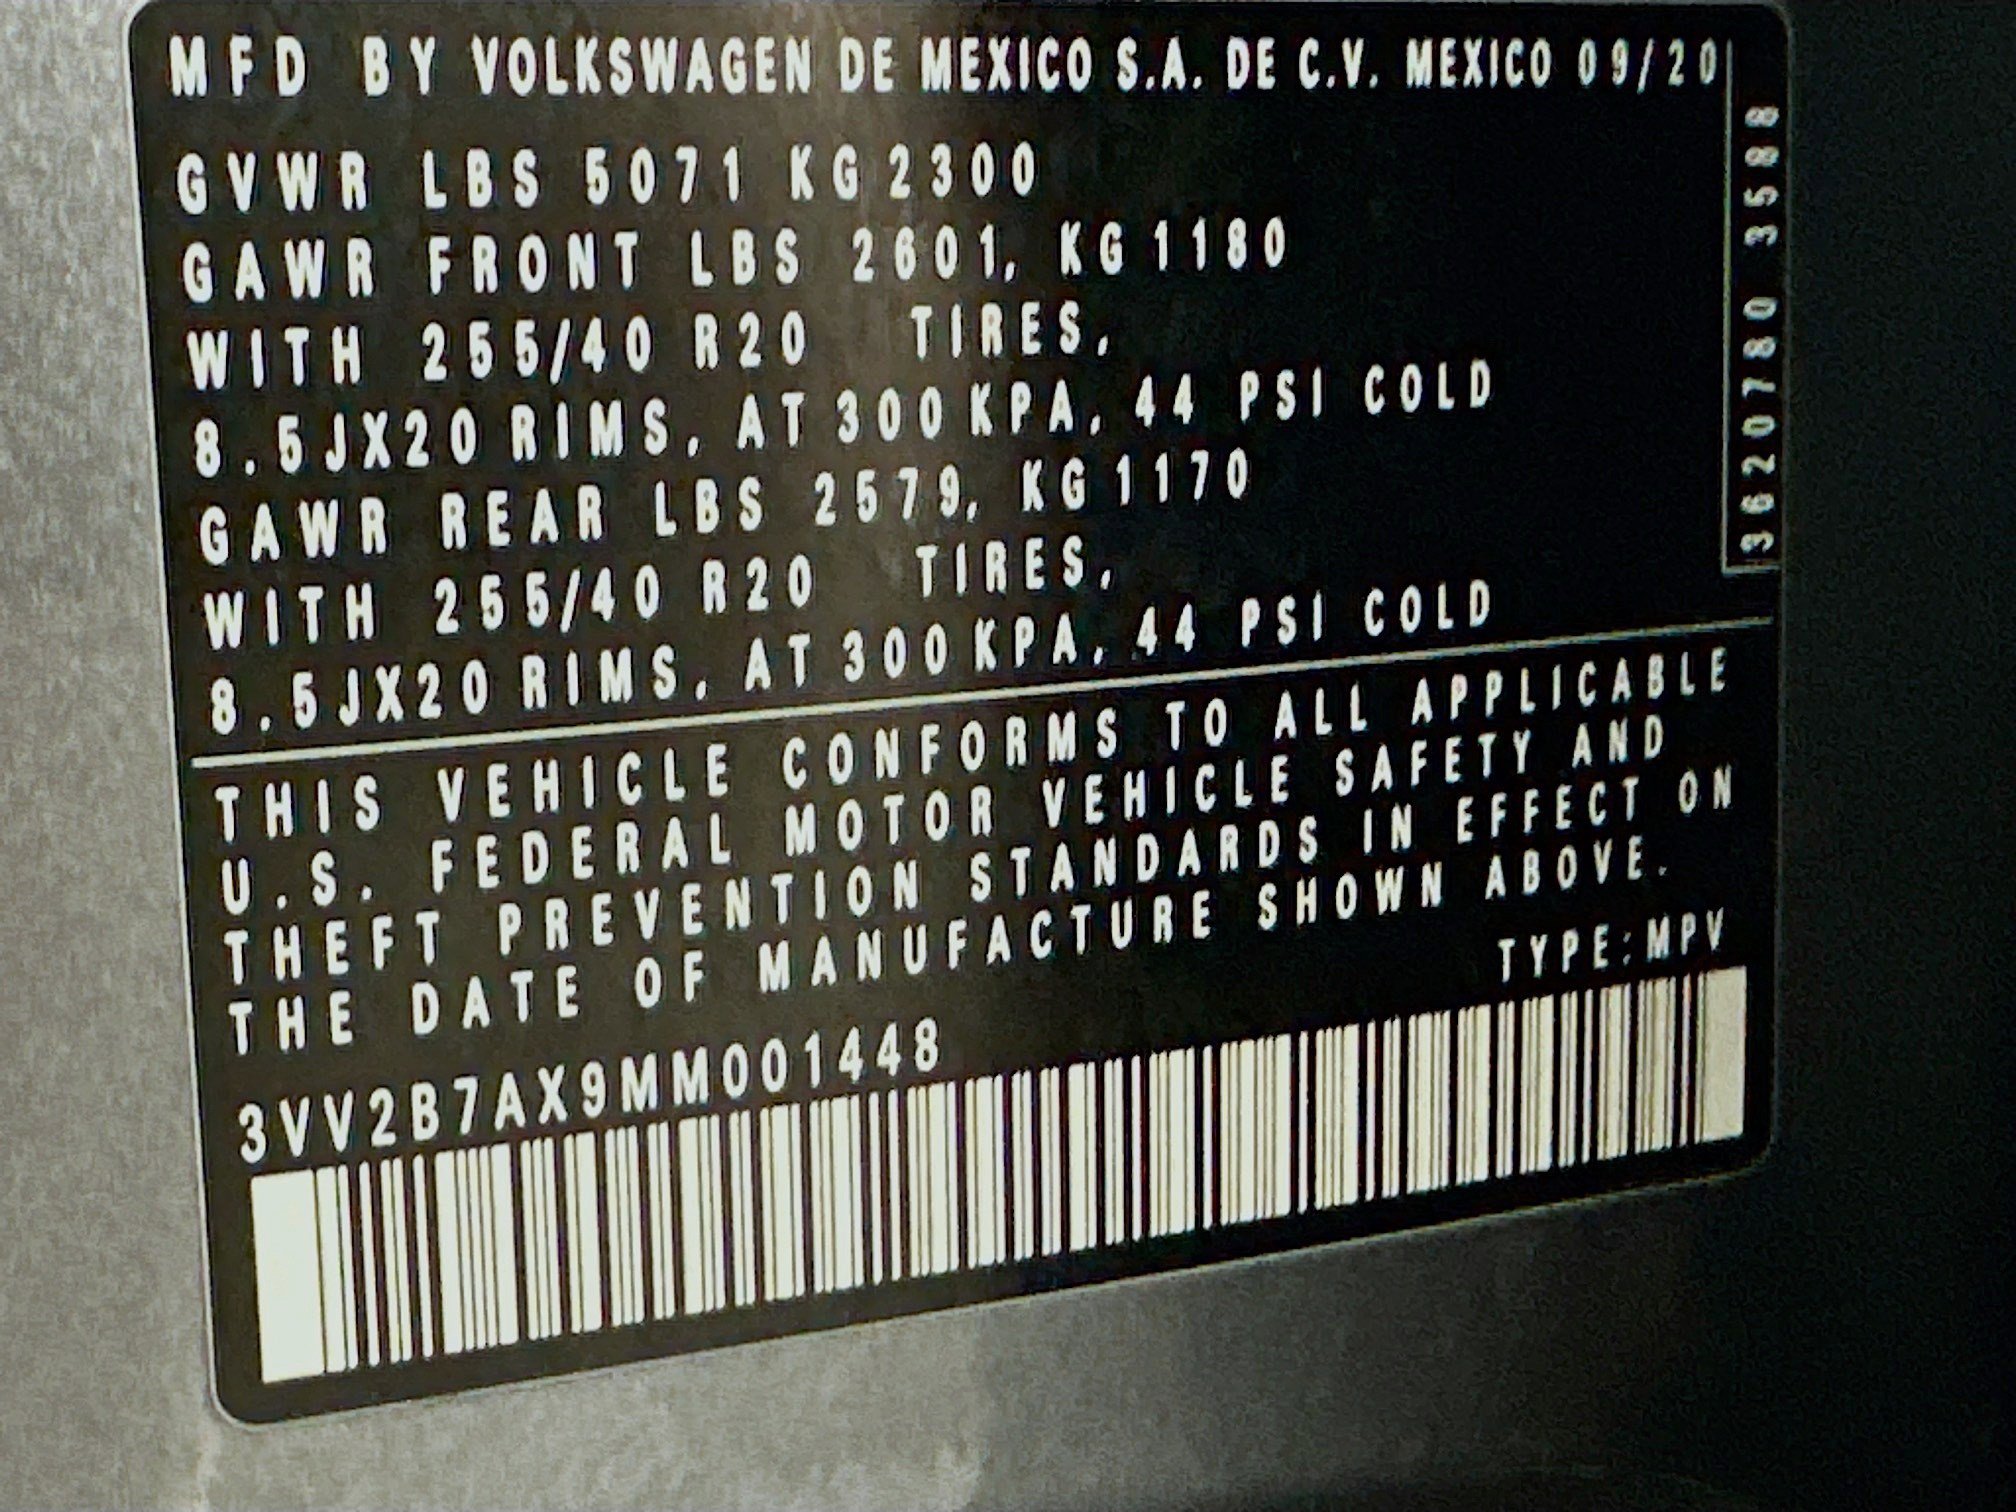 MFD BY VOLKSWAGEN DE MEXICO S.A. DE C.V. MEXICO 09/20
GVWR LBS 5071 KG 2300
GAWR FRONT LBS 2601, KG 1180
WITH 255/40 R20 TIRES,
8.5JX20 RIMS, AT 300 KPA, 44 PSI COLD
GAWR REAR LBS 2579, KG 1170
WITH 255/40 R20 TIRES,
8.5JX20 RIMS, AT 300 KPA, 44 PSI COLD
3620780 3588
THIS VEHICLE CONFORMS TO ALL APPLICABLE
U.S. FEDERAL MOTOR VEHICLE SAFETY AND
THEFT PREVENTION STANDARDS IN EFFECT ON
THE DATE OF MANUFACTURE SHOWN ABOVE.
TYPE:MPV
3VV2B7AX9MM001448